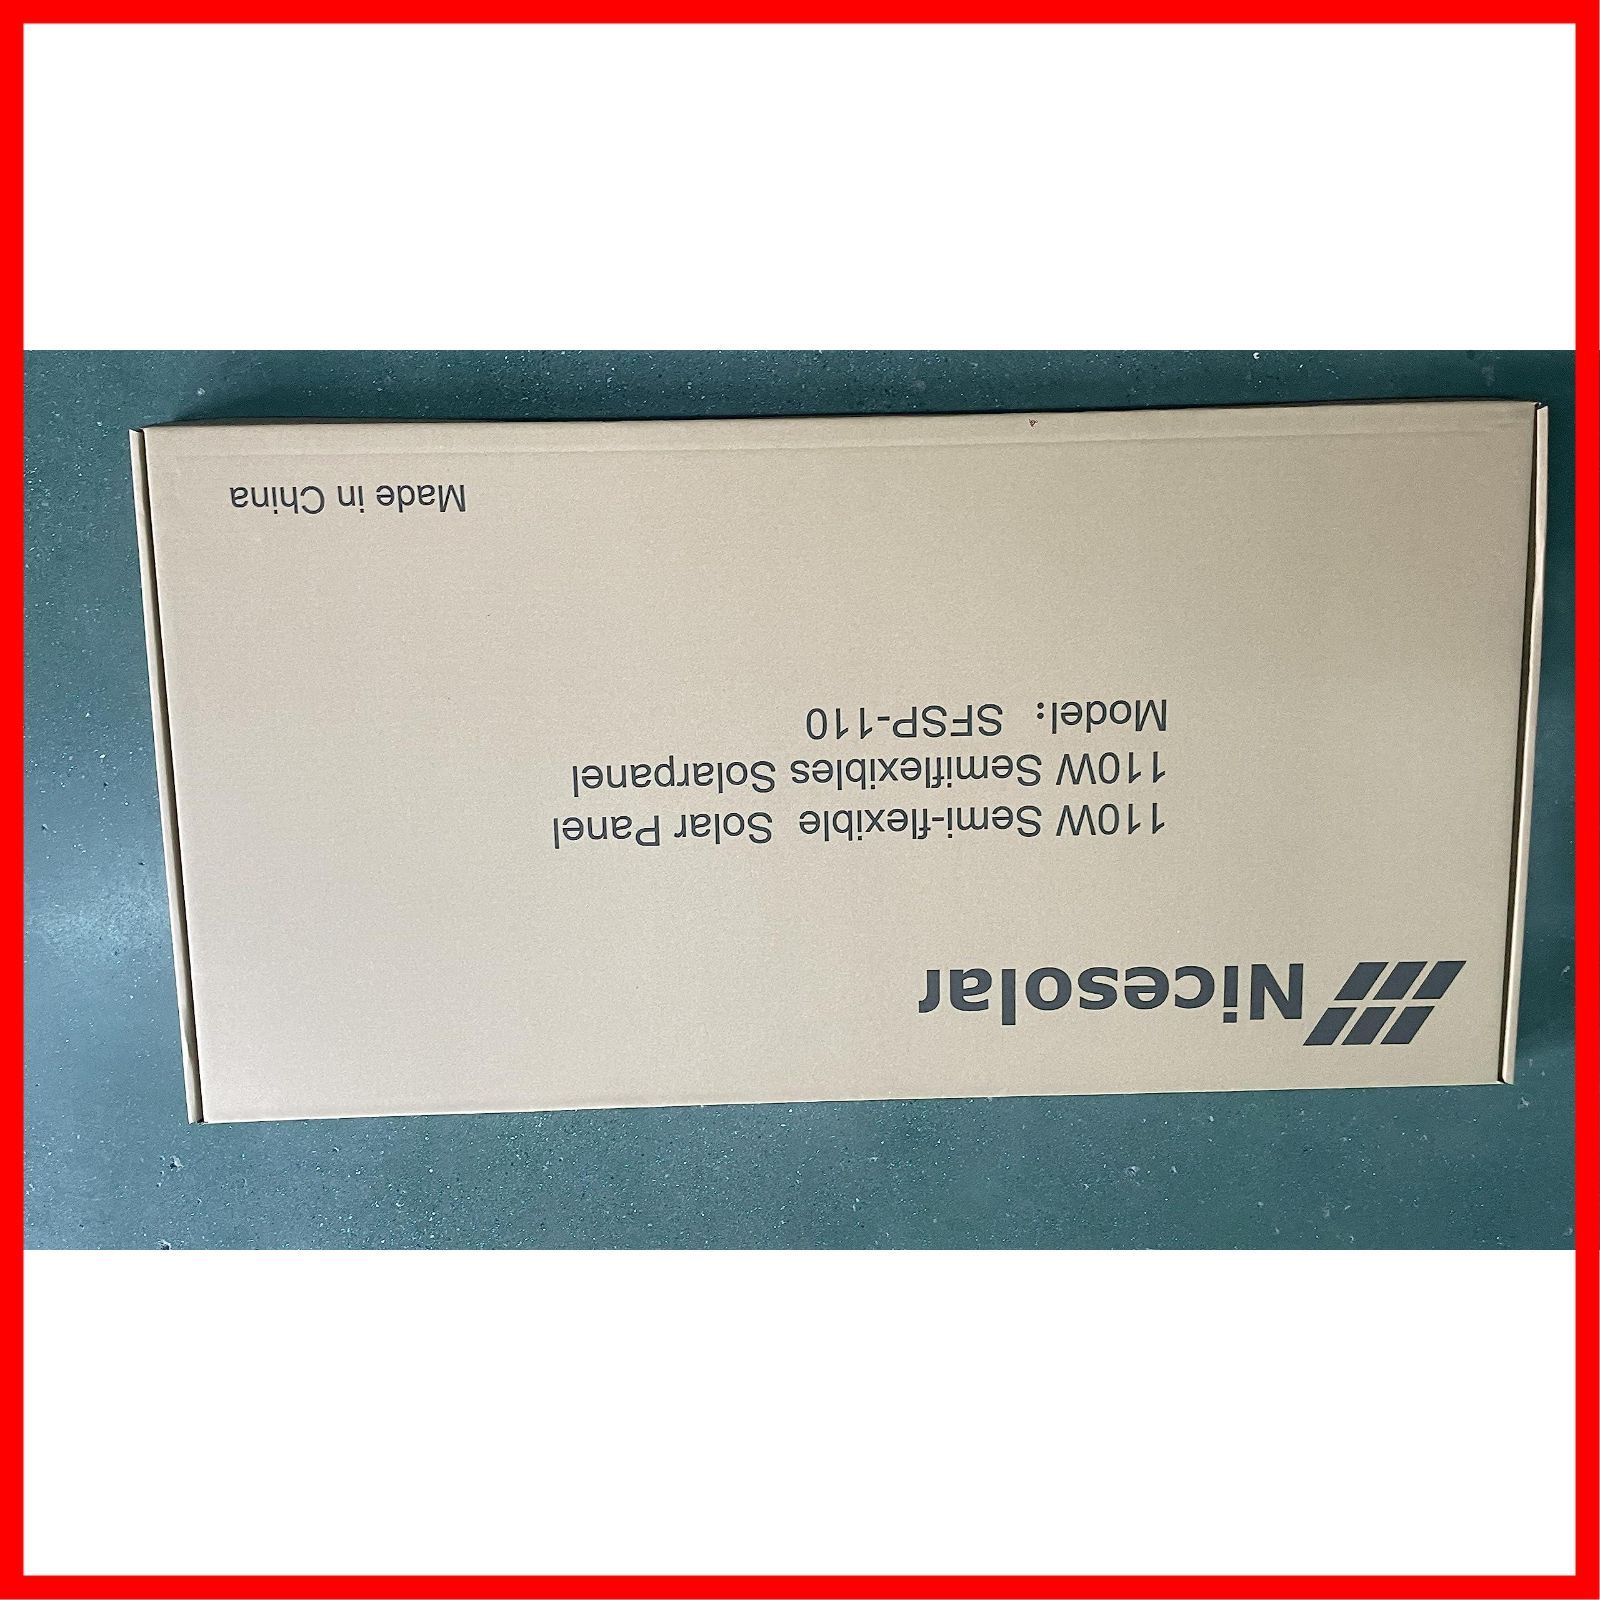 Nicesolar
110W Semi-flexible Solar Panel
110W Semiflexibles Solarpanel
Model: SFSP-110
Made in China